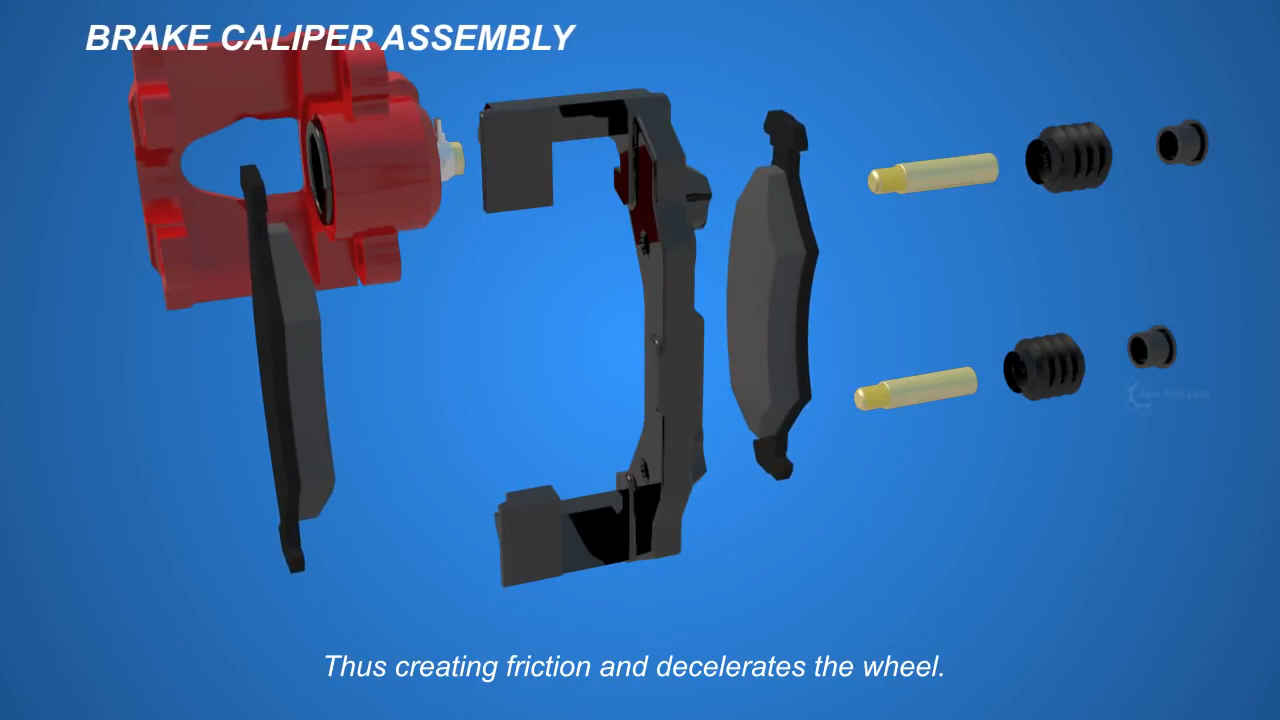 BRAKE CALIPER ASSEMBLY
Thus creating friction and decelerates the wheel.